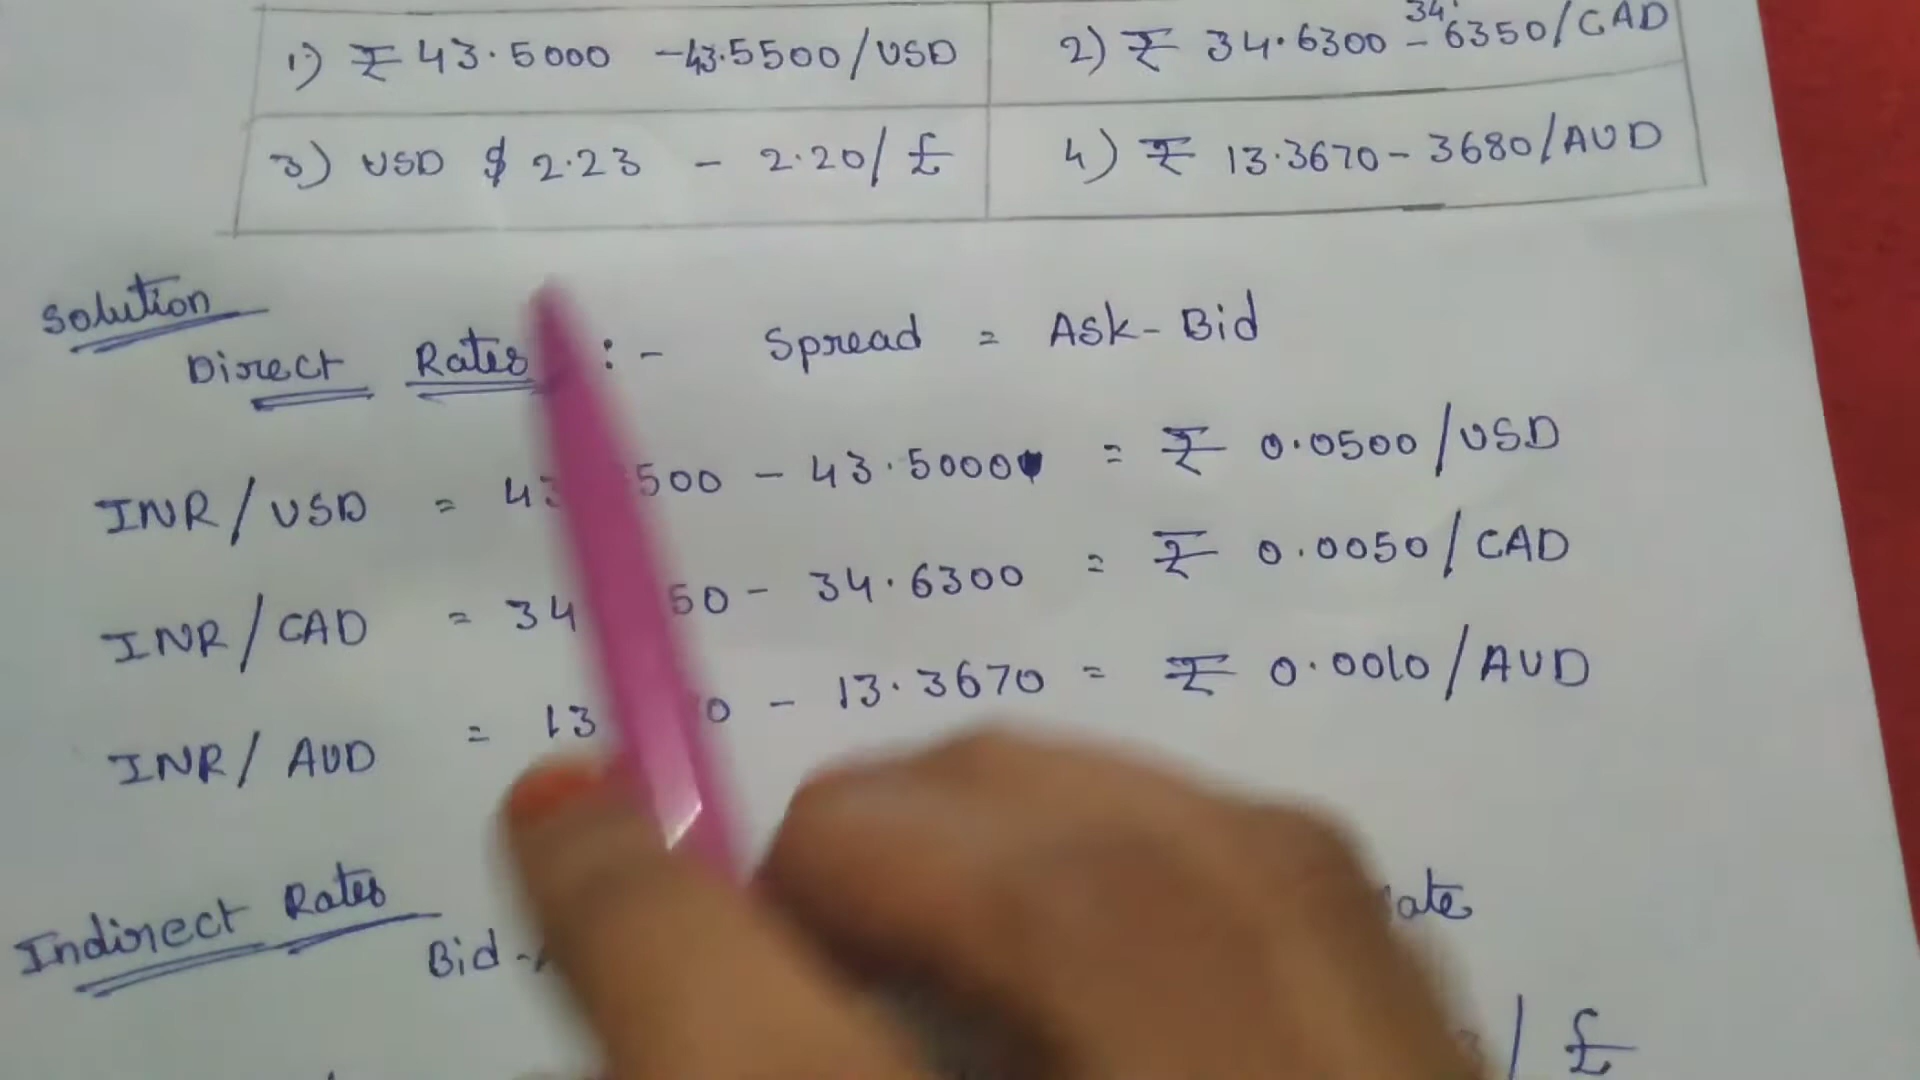 1) ₹ 43.5000 - 43.5500/USD
2) ₹ 34.6300 - 34.6350/CAD
3) USD $ 2.23 - 2.20/£
4) ₹ 13.3670 - 3680/AUD
Solution
Direct Rates :- Spread = Ask - Bid
INR/USD = 43 500 - 43.5000 = ₹ 0.0500/USD
INR/CAD = 34 50 - 34.6300 = ₹ 0.0050/CAD
INR/AUD = 13 0 - 13.3670 = ₹ 0.0010/AUD
Indirect Rates
Bid -
/ £